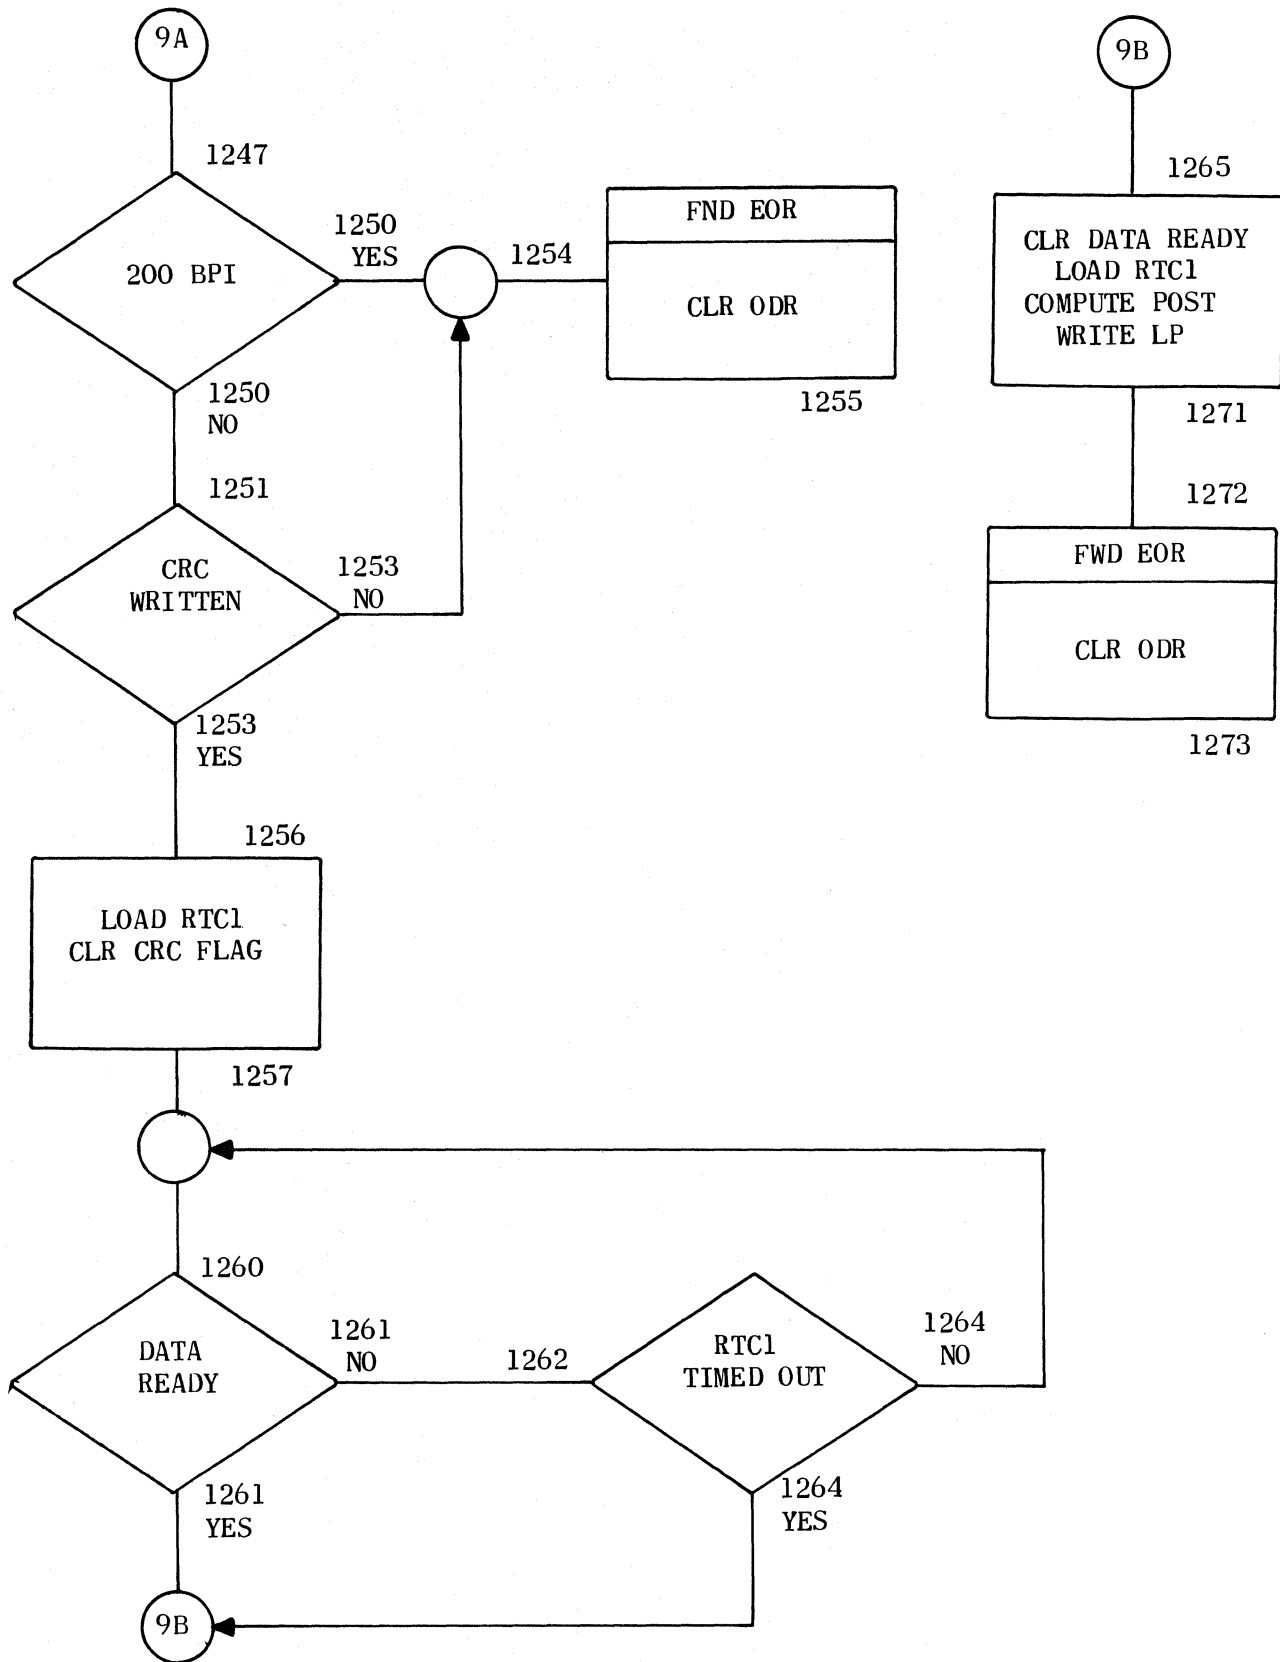 9A
1247
200 BPI
1250
YES
1250
NO
1254
FND EOR
CLR ODR
1255
1251
CRC
WRITTEN
1253
NO
1253
YES
1256
LOAD RTC1
CLR CRC FLAG
1257
1260
DATA
READY
1261
NO
1261
YES
1262
RTC1
TIMED OUT
1264
NO
1264
YES
9B
9B
1265
CLR DATA READY
LOAD RTC1
COMPUTE POST
WRITE LP
1271
1272
FWD EOR
CLR ODR
1273